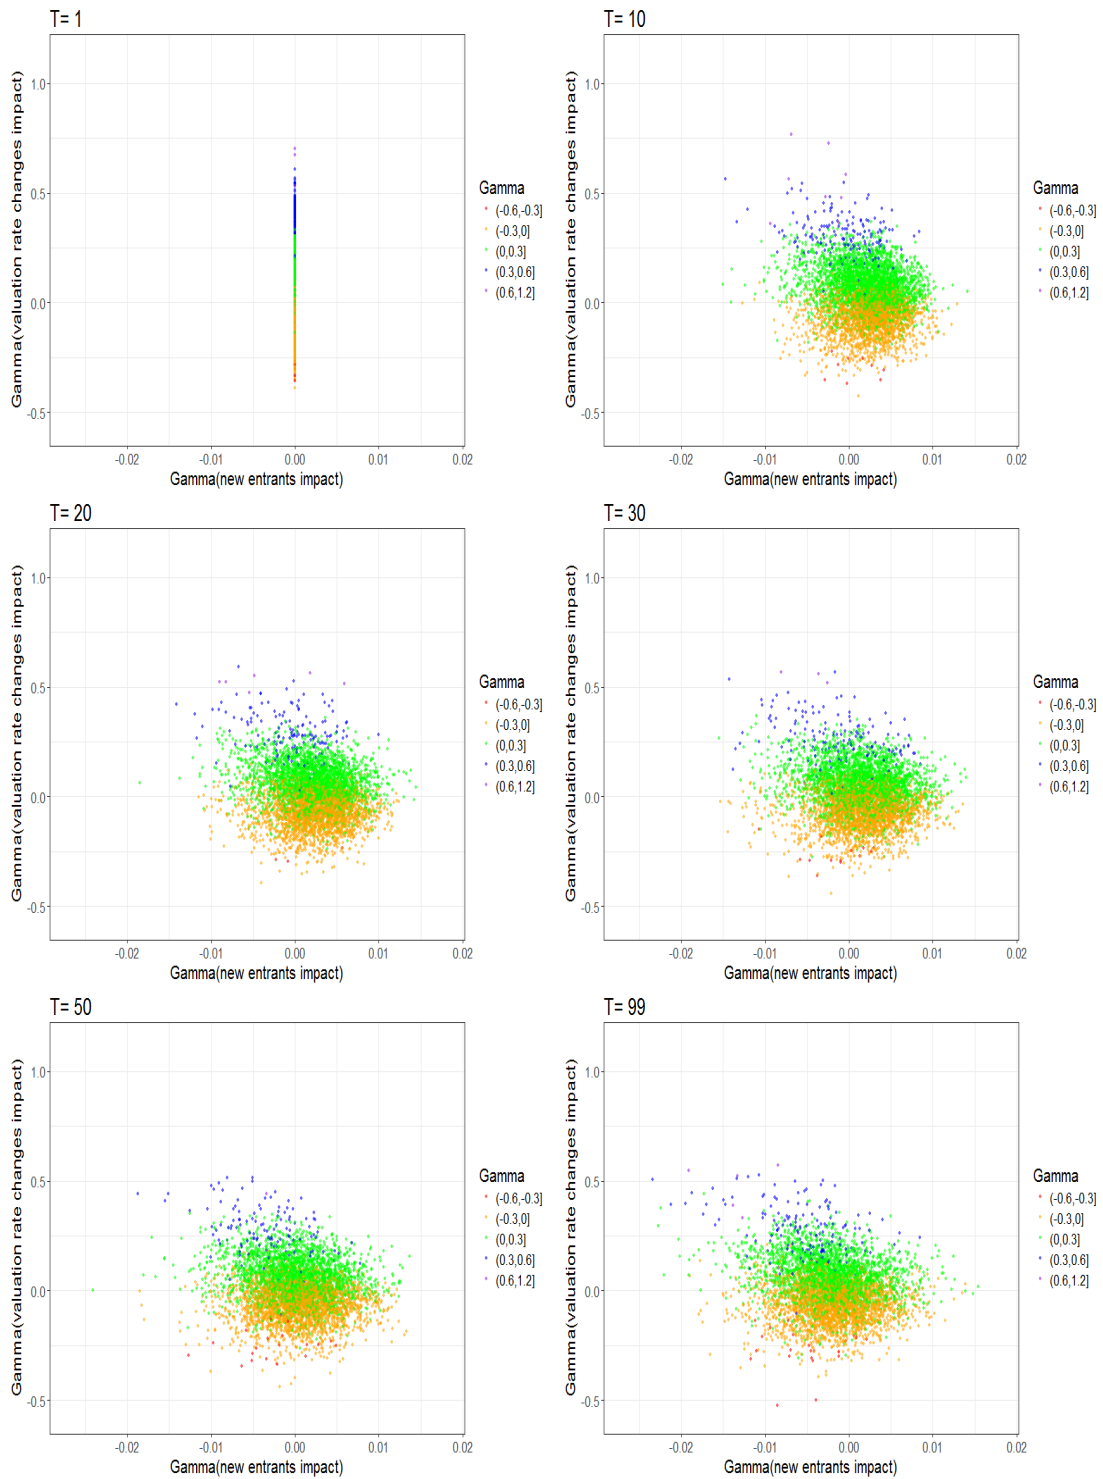 T= 1
Gamma(valuation rate changes impact)
1.0
0.5
0.0
-0.5
-0.02 -0.01 0.00 0.01 0.02
Gamma(new entrants impact)
Gamma
(-0.6,-0.3]
(-0.3,0]
(0,0.3]
(0.3,0.6]
(0.6,1.2]
T= 10
Gamma(valuation rate changes impact)
1.0
0.5
0.0
-0.5
-0.02 -0.01 0.00 0.01 0.02
Gamma(new entrants impact)
Gamma
(-0.6,-0.3]
(-0.3,0]
(0,0.3]
(0.3,0.6]
(0.6,1.2]
T= 20
Gamma(valuation rate changes impact)
1.0
0.5
0.0
-0.5
-0.02 -0.01 0.00 0.01 0.02
Gamma(new entrants impact)
Gamma
(-0.6,-0.3]
(-0.3,0]
(0,0.3]
(0.3,0.6]
(0.6,1.2]
T= 30
Gamma(valuation rate changes impact)
1.0
0.5
0.0
-0.5
-0.02 -0.01 0.00 0.01 0.02
Gamma(new entrants impact)
Gamma
(-0.6,-0.3]
(-0.3,0]
(0,0.3]
(0.3,0.6]
(0.6,1.2]
T= 50
Gamma(valuation rate changes impact)
1.0
0.5
0.0
-0.5
-0.02 -0.01 0.00 0.01 0.02
Gamma(new entrants impact)
Gamma
(-0.6,-0.3]
(-0.3,0]
(0,0.3]
(0.3,0.6]
(0.6,1.2]
T= 99
Gamma(valuation rate changes impact)
1.0
0.5
0.0
-0.5
-0.02 -0.01 0.00 0.01 0.02
Gamma(new entrants impact)
Gamma
(-0.6,-0.3]
(-0.3,0]
(0,0.3]
(0.3,0.6]
(0.6,1.2]